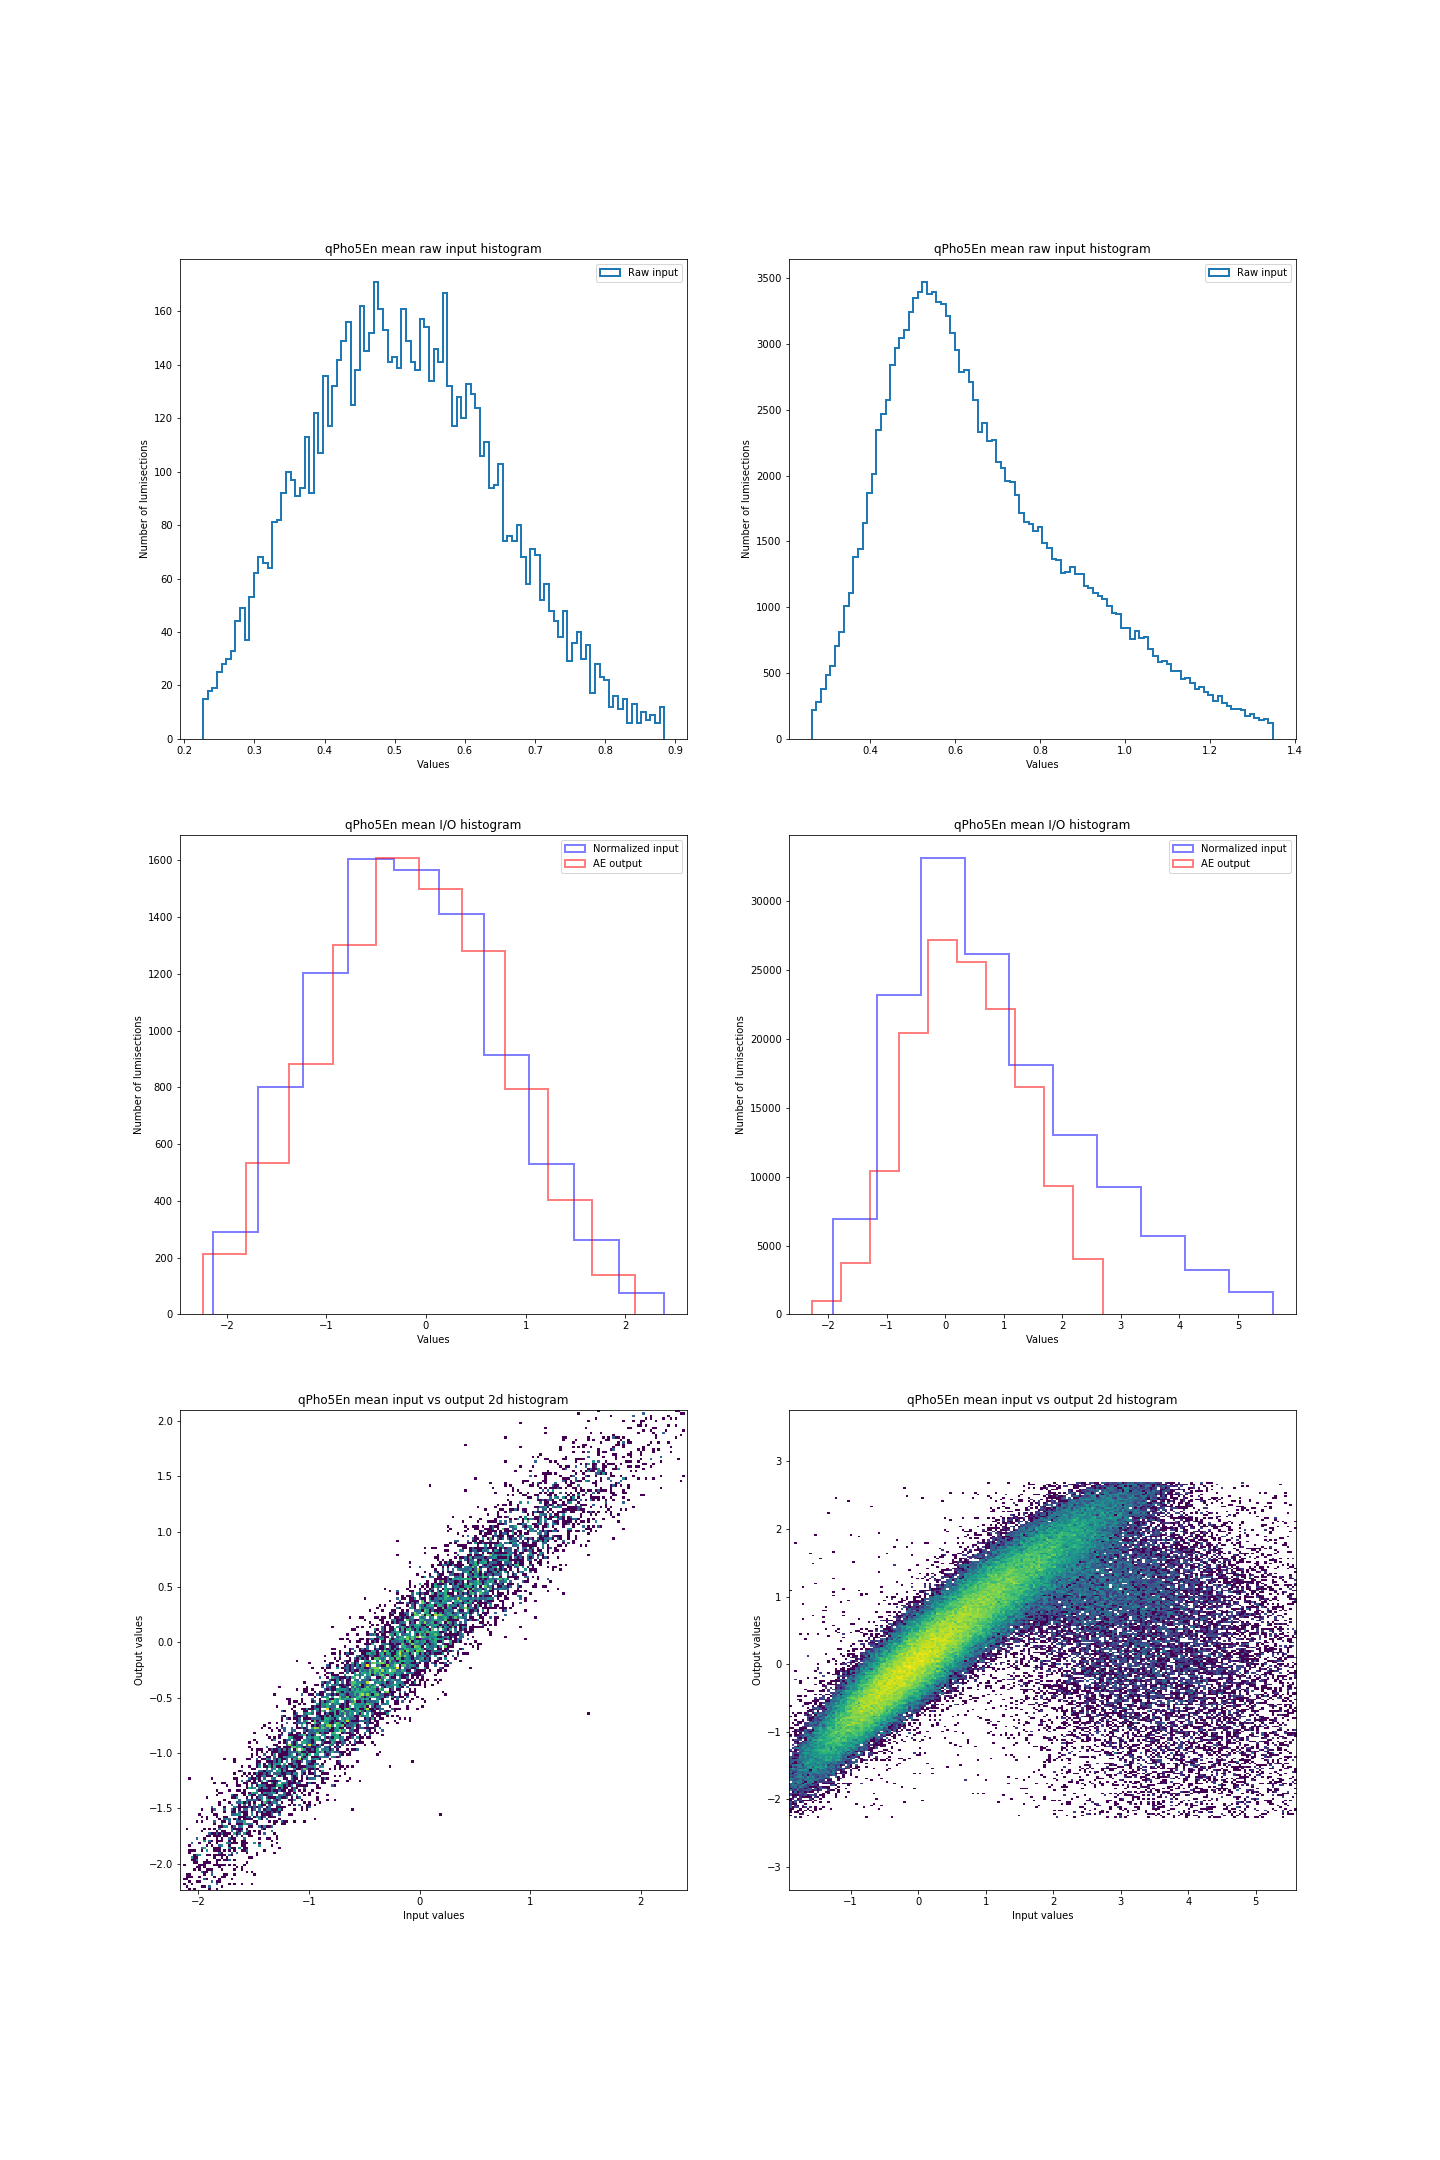 qPho5En mean raw input histogram
Raw input
160
140
120
100
80
60
40
20
0
Number of lumisections
0.2 0.3 0.4 0.5 0.6 0.7 0.8 0.9
Values
qPho5En mean raw input histogram
Raw input
3500
3000
2500
2000
1500
1000
500
0
Number of lumisections
0.4 0.6 0.8 1.0 1.2 1.4
Values
qPho5En mean I/O histogram
Normalized input
AE output
1600
1400
1200
1000
800
600
400
200
0
Number of lumisections
−2 −1 0 1 2
Values
qPho5En mean I/O histogram
Normalized input
AE output
30000
25000
20000
15000
10000
5000
0
Number of lumisections
−2 −1 0 1 2 3 4 5
Values
qPho5En mean input vs output 2d histogram
2.0
1.5
1.0
0.5
0.0
−0.5
−1.0
−1.5
−2.0
Output values
−2 −1 0 1 2
Input values
qPho5En mean input vs output 2d histogram
3
2
1
0
−1
−2
−3
Output values
−1 0 1 2 3 4 5
Input values